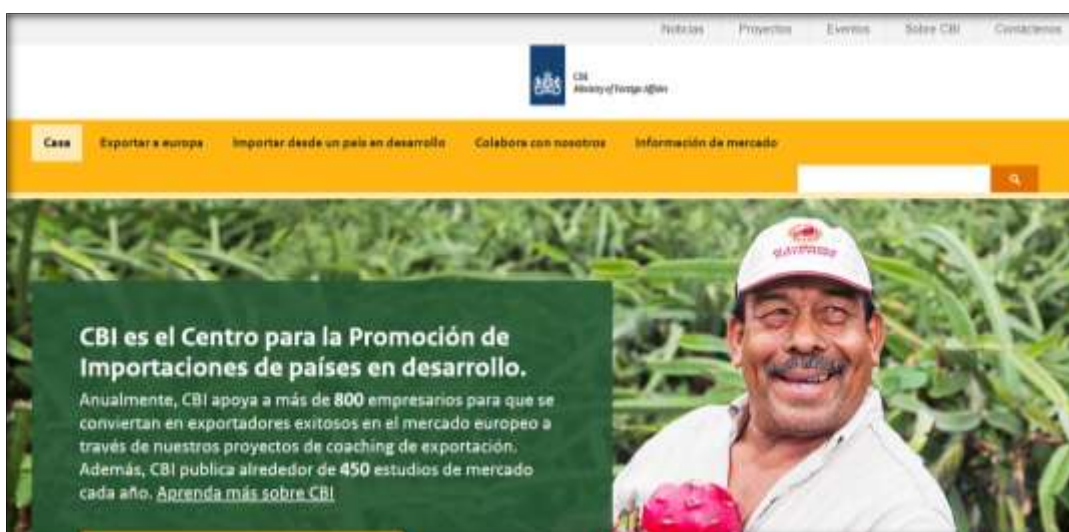 Noticias Proyectos Eventos Sobre CBI Contáctenos
CBI
Ministry of Foreign Affairs
Casa Exportar a europa Importar desde un país en desarrollo Colabora con nosotros Información de mercado
CBI es el Centro para la Promoción de
Importaciones de países en desarrollo.
Anualmente, CBI apoya a más de 800 empresarios para que se
conviertan en exportadores exitosos en el mercado europeo a
través de nuestros proyectos de coaching de exportación.
Además, CBI publica alrededor de 450 estudios de mercado
cada año. Aprenda más sobre CBI